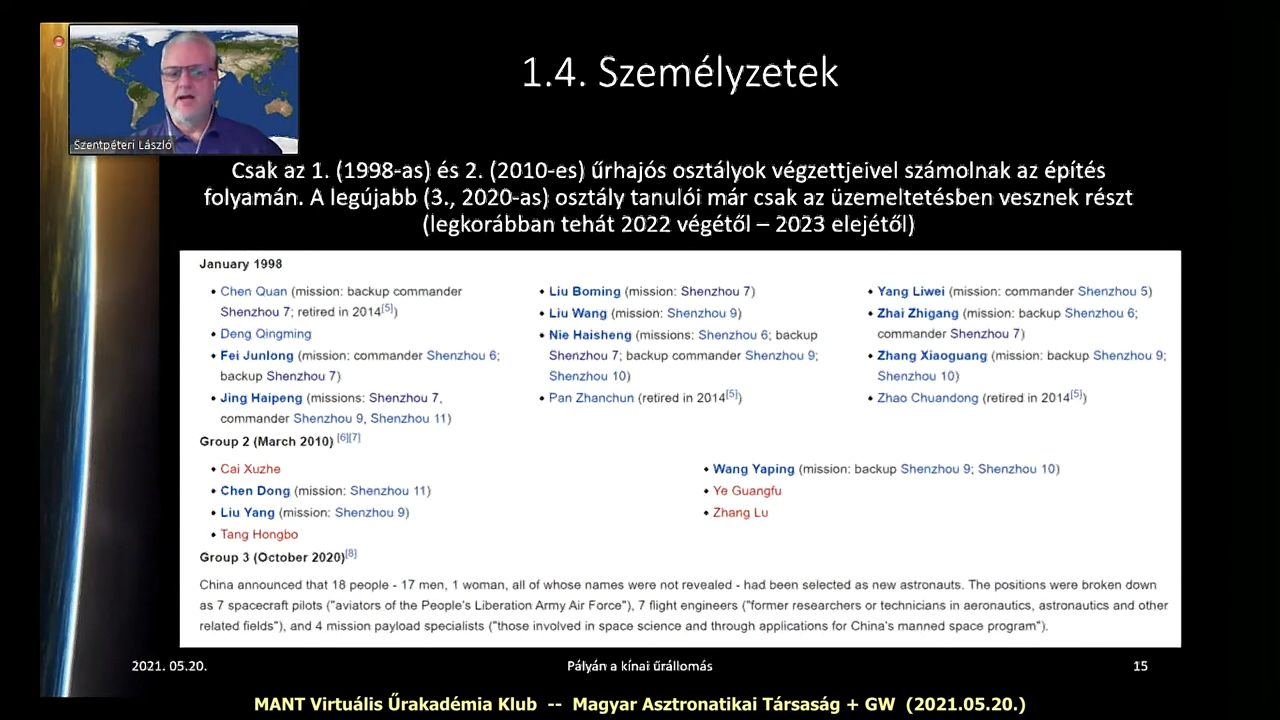 Szentpéteri László
1.4. Személyzetek
Csak az 1. (1998-as) és 2. (2010-es) űrhajós osztályok végzettjeivel számolnak az építés
folyamán. A legújabb (3., 2020-as) osztály tanulói már csak az üzemeltetésben vesznek részt
(legkorábban tehát 2022 végétől – 2023 elejétől)
January 1998
• Chen Quan (mission: backup commander
Shenzhou 7; retired in 2014[5])
• Deng Qingming
• Fei Junlong (mission: commander Shenzhou 6;
backup Shenzhou 7)
• Jing Haipeng (missions: Shenzhou 7,
commander Shenzhou 9, Shenzhou 11)
• Liu Boming (mission: Shenzhou 7)
• Liu Wang (mission: Shenzhou 9)
• Nie Haisheng (missions: Shenzhou 6; backup
Shenzhou 7; backup commander Shenzhou 9;
Shenzhou 10)
• Pan Zhanchun (retired in 2014[5])
• Yang Liwei (mission: commander Shenzhou 5)
• Zhai Zhigang (mission: backup Shenzhou 6;
commander Shenzhou 7)
• Zhang Xiaoguang (mission: backup Shenzhou 9;
Shenzhou 10)
• Zhao Chuandong (retired in 2014[5])
Group 2 (March 2010) [6][7]
• Cai Xuzhe
• Chen Dong (mission: Shenzhou 11)
• Liu Yang (mission: Shenzhou 9)
• Tang Hongbo
• Wang Yaping (mission: backup Shenzhou 9; Shenzhou 10)
• Ye Guangfu
• Zhang Lu
Group 3 (October 2020)[8]
China announced that 18 people - 17 men, 1 woman, all of whose names were not revealed - had been selected as new astronauts. The positions were broken down
as 7 spacecraft pilots ("aviators of the People's Liberation Army Air Force"), 7 flight engineers ("former researchers or technicians in aeronautics, astronautics and other
related fields"), and 4 mission payload specialists ("those involved in space science and through applications for China's manned space program").
2021. 05.20.
Pályán a kínai űrállomás
15
MANT Virtuális Űrakadémia Klub -- Magyar Asztronatikai Társaság + GW (2021.05.20.)